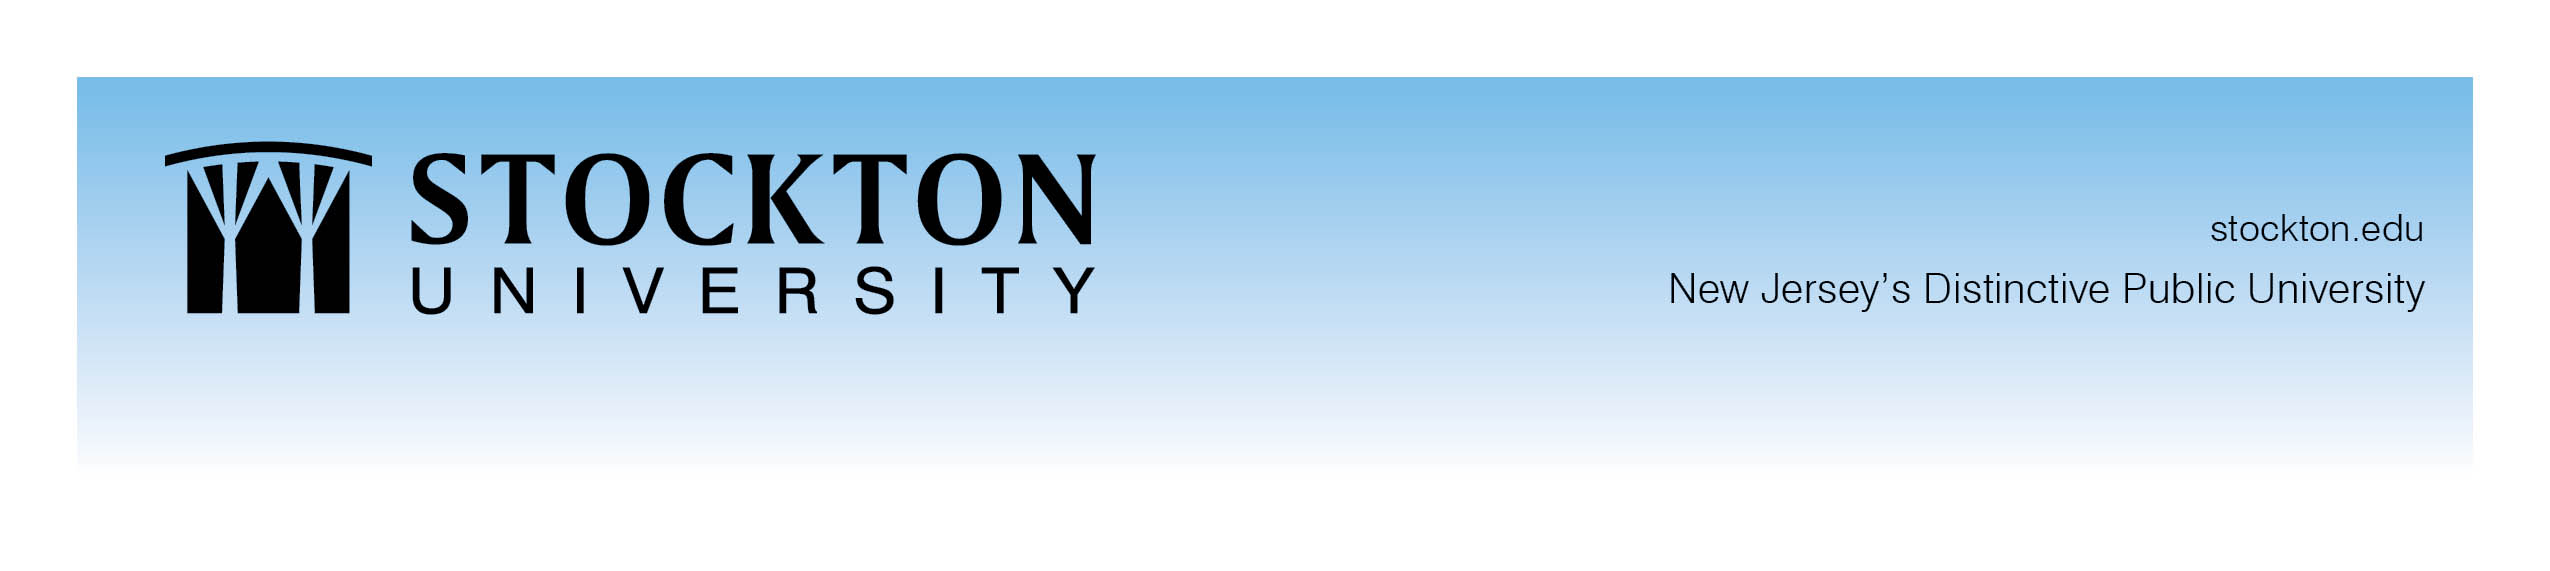 STOCKTON
UNIVERSITY
stockton.edu
New Jersey’s Distinctive Public University